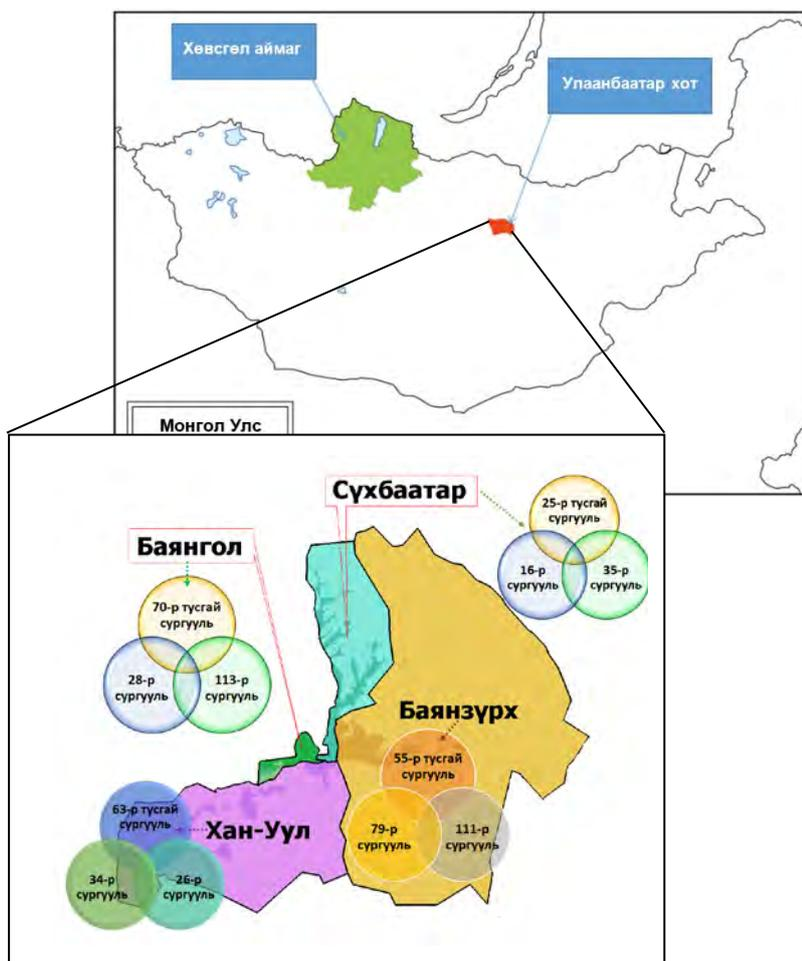 Хөвсгөл аймаг
Улаанбаатар хот
Монгол Улс
Сүхбаатар
25-р тусгай
сургууль
16-р
сургууль
35-р
сургууль
Баянгол
70-р тусгай
сургууль
28-р
сургууль
113-р
сургууль
Баянзүрх
55-р тусгай
сургууль
79-р
сургууль
111-р
сургууль
Хан-Уул
63-р тусгай
сургууль
34-р
сургууль
26-р
сургууль